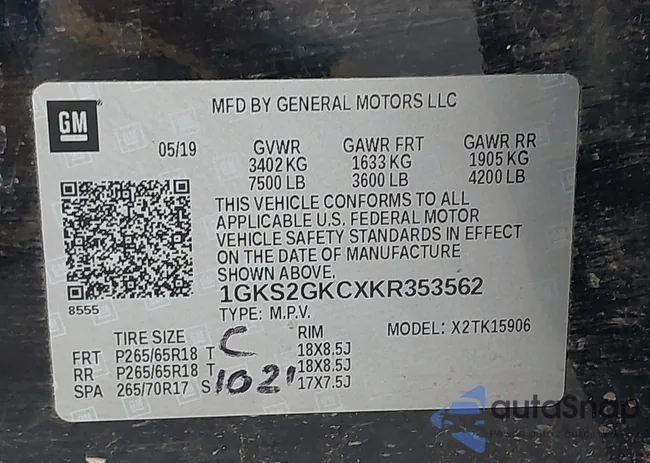 GM
MFD BY GENERAL MOTORS LLC
05/19
GVWR GAWR FRT GAWR RR
3402 KG 1633 KG 1905 KG
7500 LB 3600 LB 4200 LB
THIS VEHICLE CONFORMS TO ALL
APPLICABLE U.S. FEDERAL MOTOR
VEHICLE SAFETY STANDARDS IN EFFECT
ON THE DATE OF MANUFACTURE
SHOWN ABOVE.
1GKS2GKCXKR353562
8555
TYPE: M.P.V. MODEL: X2TK15906
TIRE SIZE RIM
FRT P265/65R18 T C 18X8.5J
RR P265/65R18 T 18X8.5J
SPA 265/70R17 S 1021 17X7.5J
autoSnap